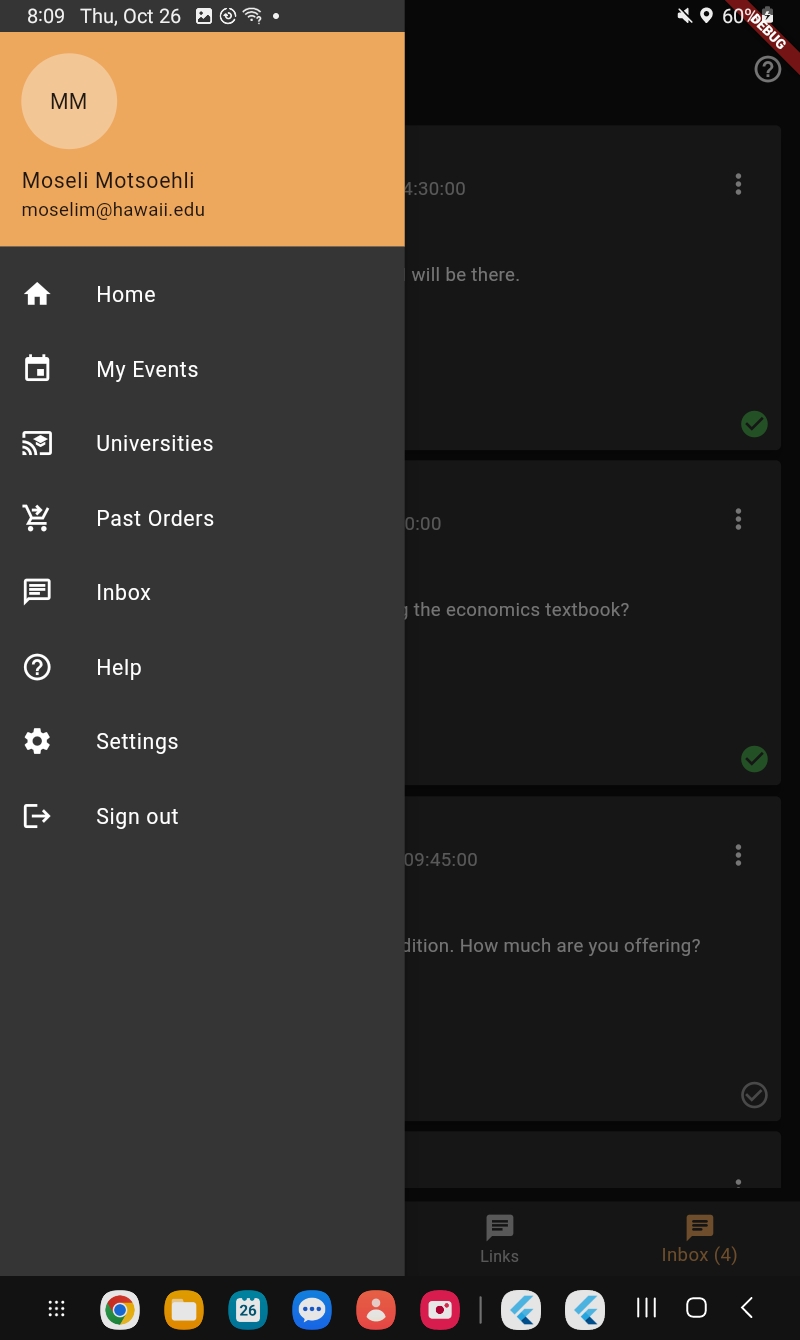 8:09 Thu, Oct 26
60%
DEBUG
MM
Moseli Motsoehli
moselim@hawaii.edu
Home
My Events
Universities
Past Orders
Inbox
Help
Settings
Sign out
4:30:00
will be there.
0:00
the economics textbook?
09:45:00
dition. How much are you offering?
Links
Inbox (4)
26